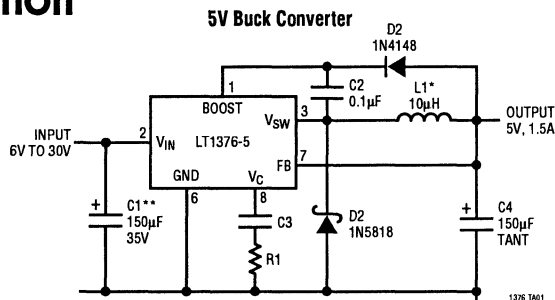 5V Buck Converter
D2
1N4148
1
BOOST
C2
0.1µF
L1*
10µH
OUTPUT
5V, 1.5A
INPUT
6V TO 30V
2
VIN
LT1376-5
VSW
3
FB
7
GND
VC
6
8
C1**
150µF
35V
C3
R1
D2
1N5818
C4
150µF
TANT
1376 TA01